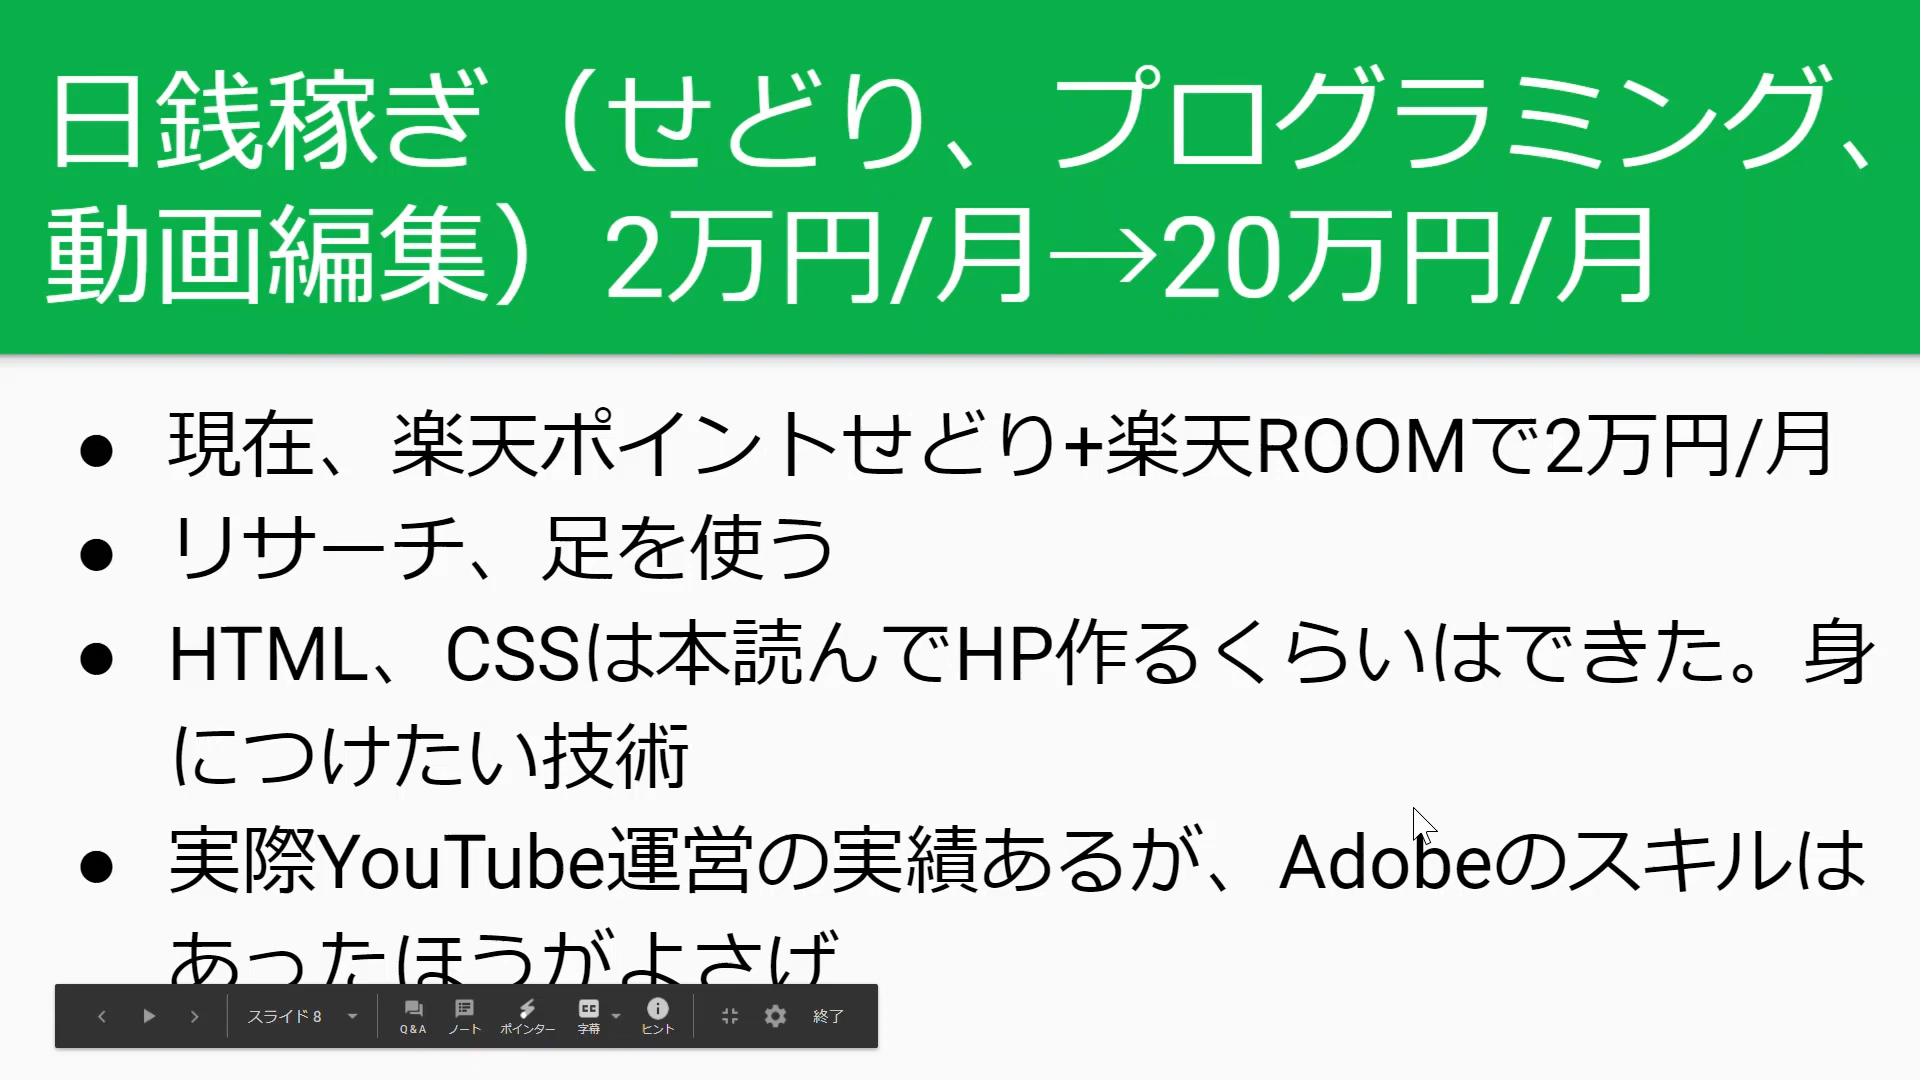 日銭稼ぎ（せどり、プログラミング、
動画編集）2万円/月→20万円/月
● 現在、楽天ポイントせどり+楽天ROOMで2万円/月
● リサーチ、足を使う
● HTML、CSSは本読んでHP作るくらいはできた。身
につけたい技術
● 実際YouTube運営の実績あるが、Adobeのスキルは
あったほうがよさげ
スライド 8
Q&A
ノート
ポインター
字幕
ヒント
終了